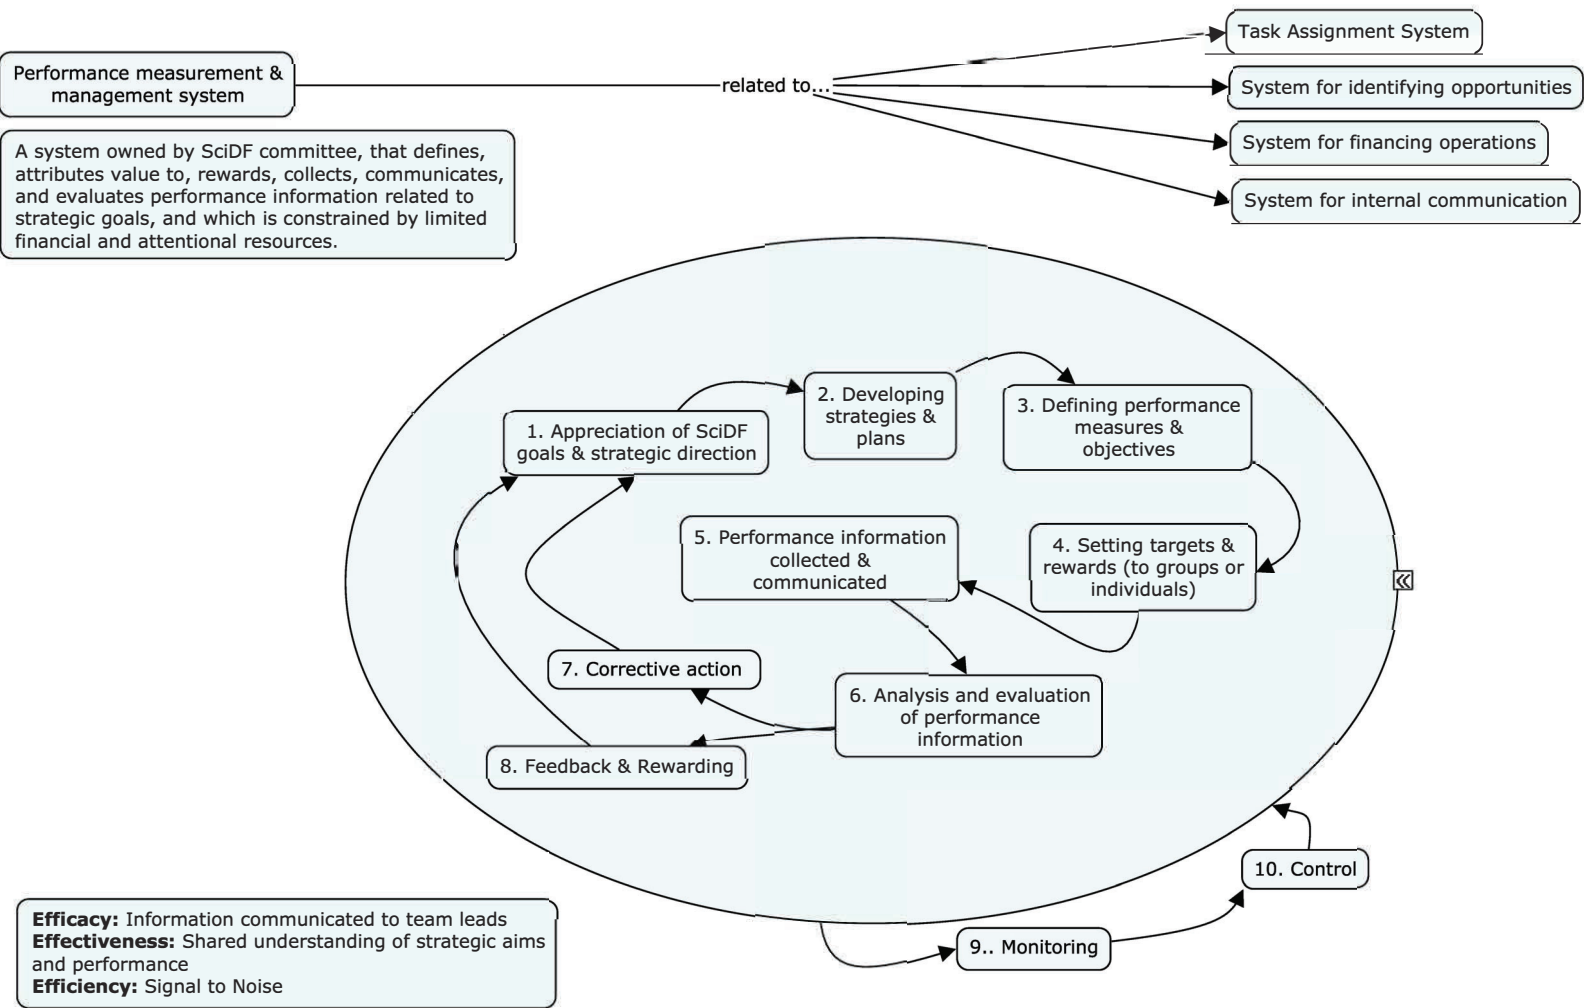 Performance measurement &
management system
related to...
Task Assignment System
System for identifying opportunities
System for financing operations
System for internal communication
A system owned by SciDF committee, that defines,
attributes value to, rewards, collects, communicates,
and evaluates performance information related to
strategic goals, and which is constrained by limited
financial and attentional resources.
1. Appreciation of SciDF
goals & strategic direction
2. Developing
strategies &
plans
3. Defining performance
measures &
objectives
4. Setting targets &
rewards (to groups or
individuals)
5. Performance information
collected &
communicated
6. Analysis and evaluation
of performance
information
7. Corrective action
8. Feedback & Rewarding
9.. Monitoring
10. Control
Efficacy: Information communicated to team leads
Effectiveness: Shared understanding of strategic aims
and performance
Efficiency: Signal to Noise